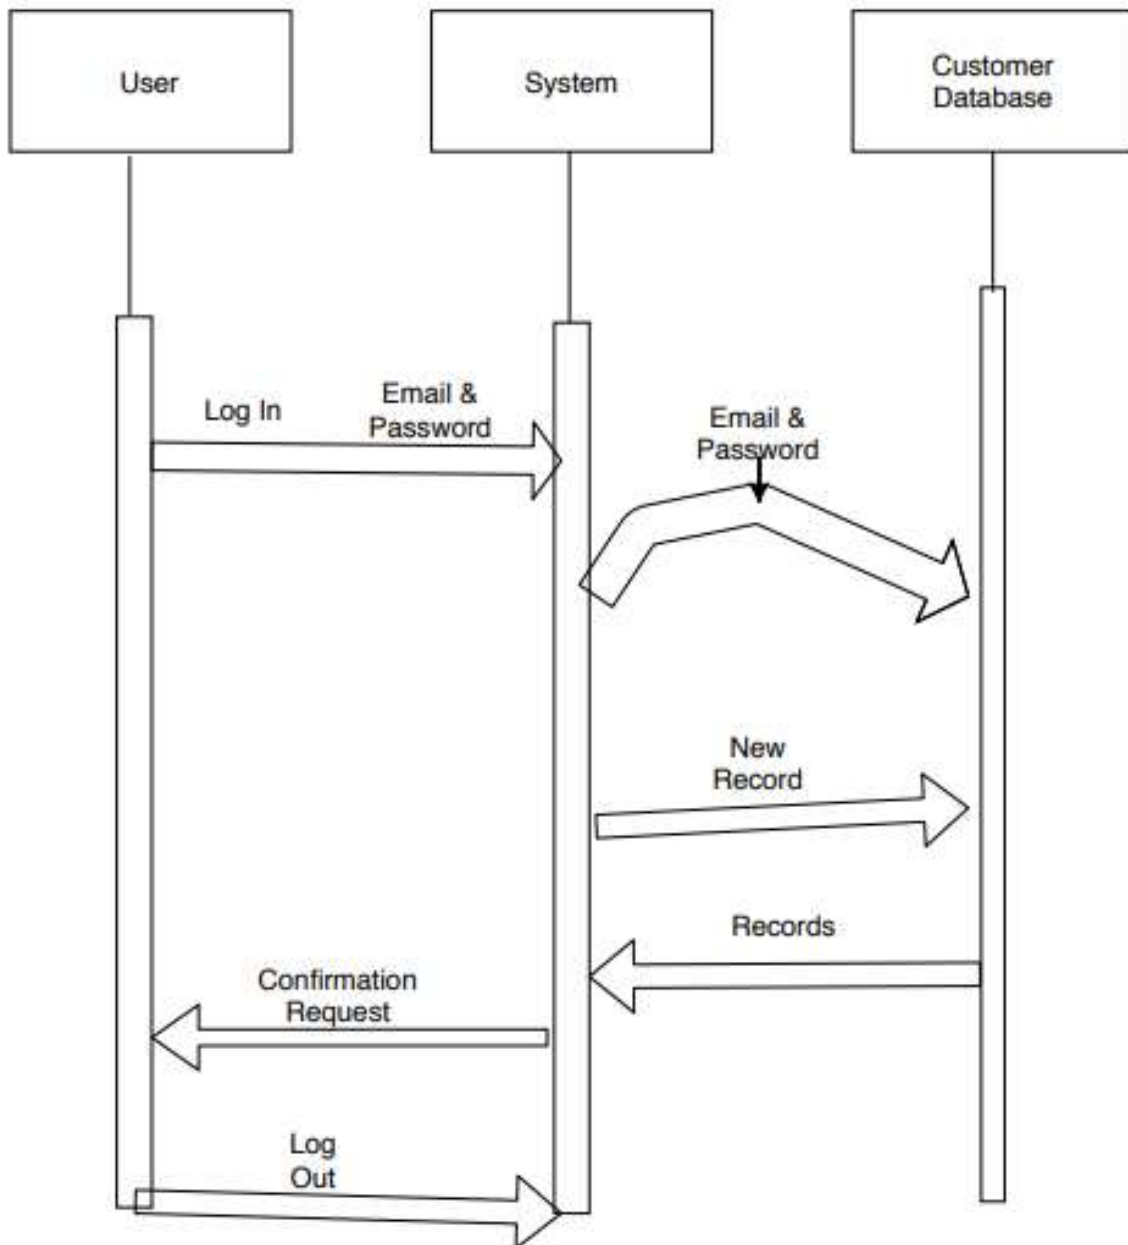 User
System
Customer
Database
Log In
Email &
Password
Email &
Password
New
Record
Records
Confirmation
Request
Log
Out